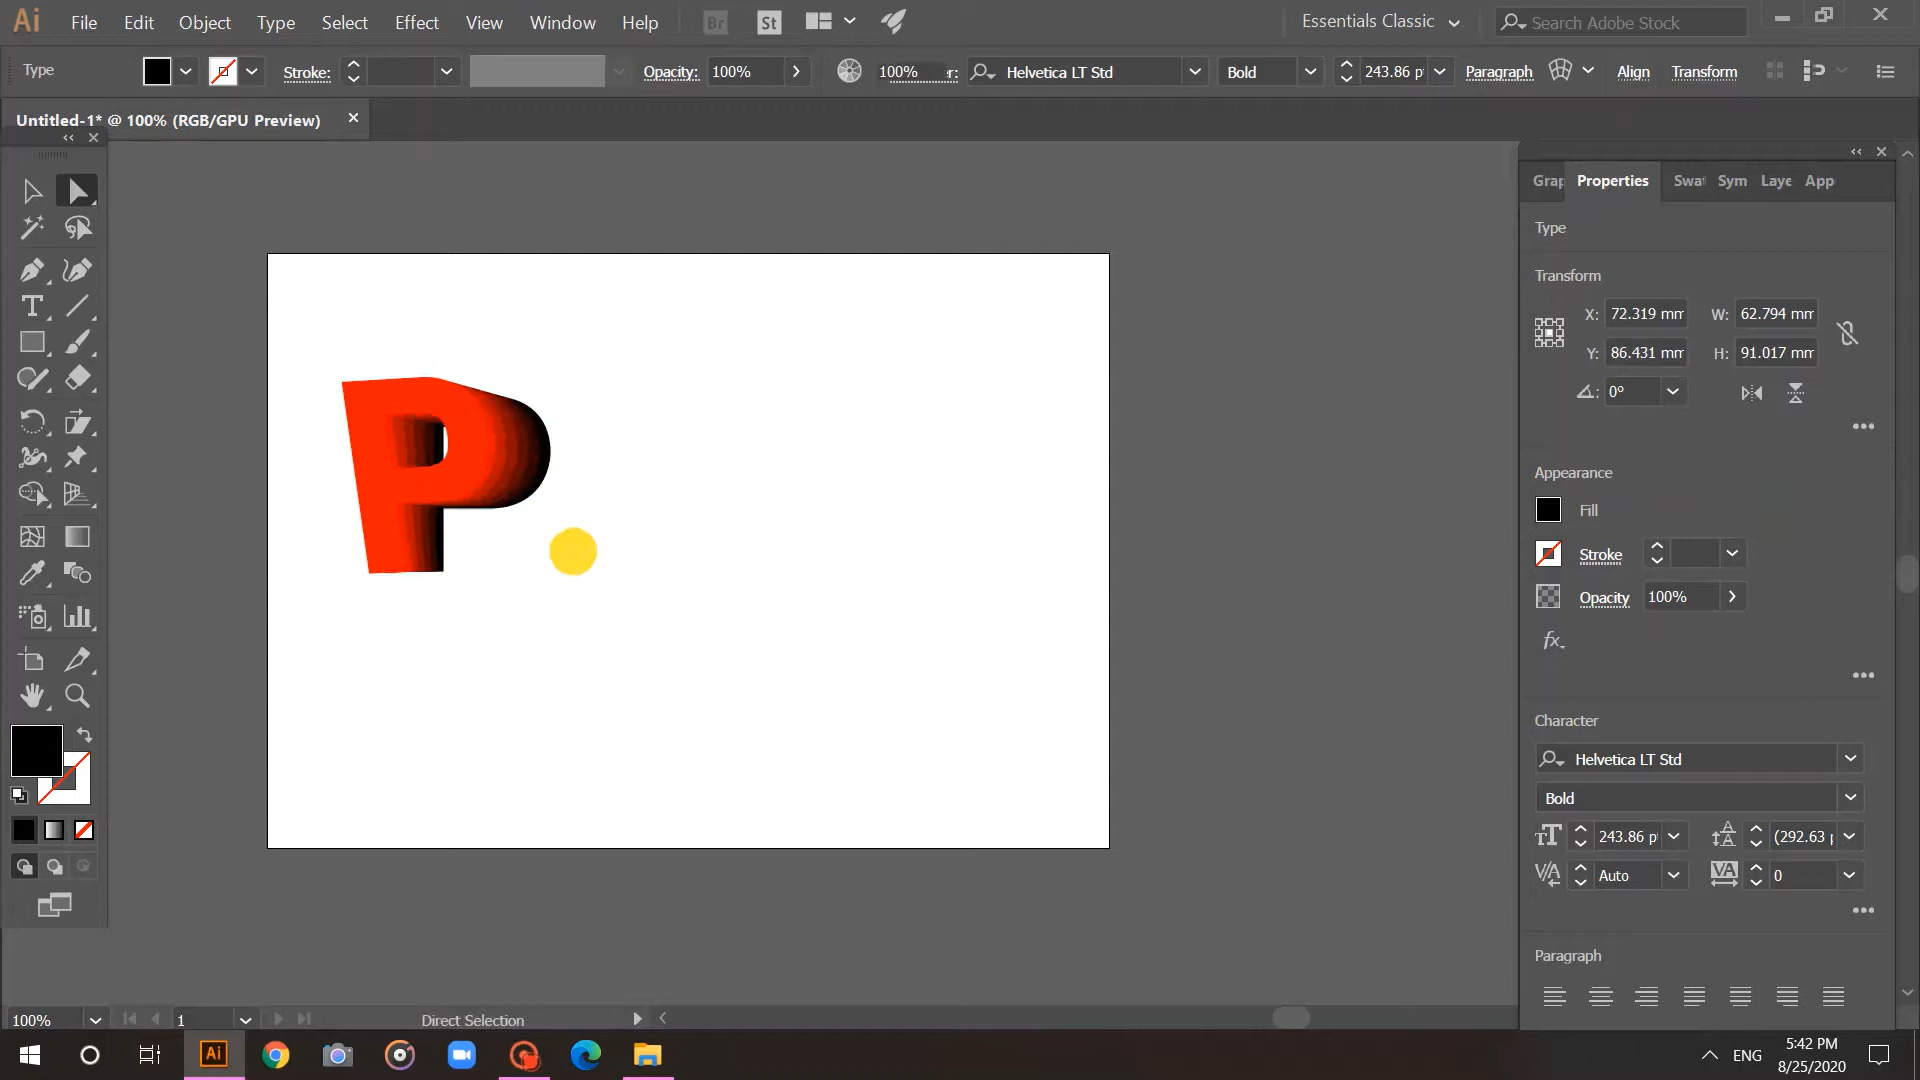 Ai File Edit Object Type Select Effect View Window Help Br St Essentials Classic Search Adobe Stock
Type Stroke: Opacity: 100% 100% r: Helvetica LT Std Bold 243.86 p Paragraph Align Transform
Untitled-1* @ 100% (RGB/GPU Preview)
Grap Properties Swat Sym Laye App
Type
Transform
X: 72.319 mm W: 62.794 mm
Y: 86.431 mm H: 91.017 mm
0°
P
Appearance
Fill
Stroke
Opacity 100%
fx
Character
Helvetica LT Std
Bold
243.86 p (292.63
Auto 0
Paragraph
100% 1 Direct Selection
Ai ENG 5:42 PM
8/25/2020